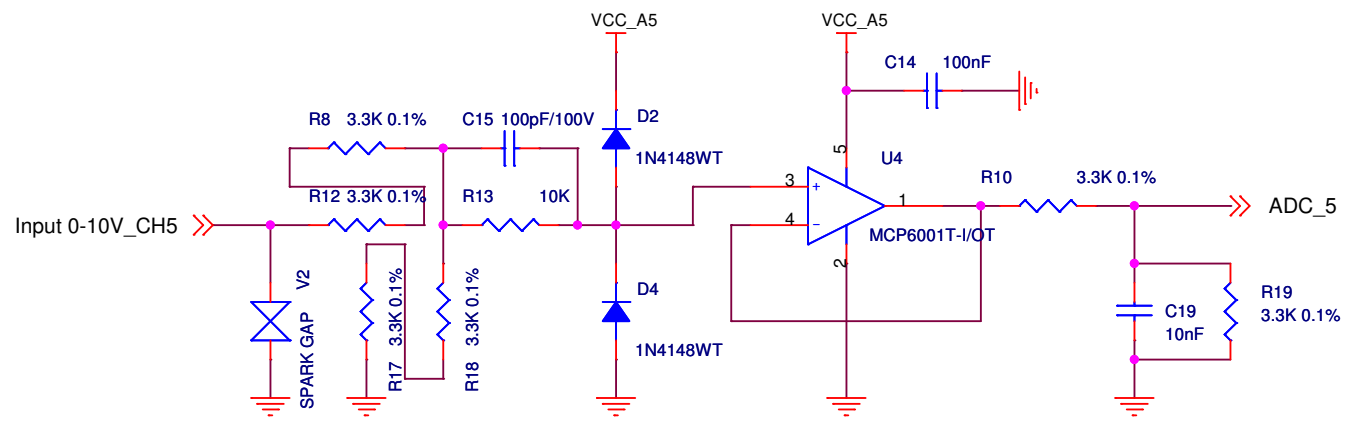 VCC_A5
VCC_A5
C14 100nF
R8 3.3K 0.1%
C15 100pF/100V
D2
1N4148WT
5
U4
R12 3.3K 0.1%
R13 10K
3
+
1
R10 3.3K 0.1%
Input 0-10V_CH5
ADC_5
4
-
MCP6001T-I/OT
2
V2
SPARK GAP
R17 3.3K 0.1%
R18 3.3K 0.1%
D4
1N4148WT
C19
10nF
R19
3.3K 0.1%